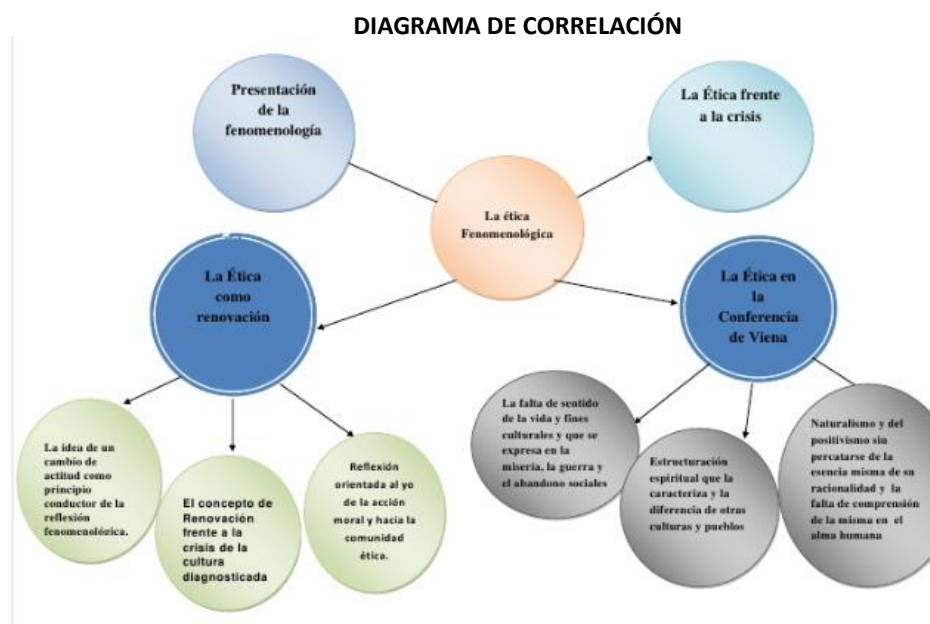 DIAGRAMA DE CORRELACIÓN
Presentación
de la
fenomenología
La Ética frente
a la crisis
La ética
Fenomenológica
La Ética
como
renovación
La Ética en
la
Conferencia
de Viena
La idea de un
cambio de
actitud como
principio
conductor de la
reflexión
fenomenológica.
El concepto de
Renovación
frente a la
crisis de la
cultura
diagnosticada
Reflexión
orientada al yo
de la acción
moral y hacia la
comunidad
ética.
La falta de sentido
de la vida y fines
culturales y que se
expresa en la
miseria, la guerra y
el abandono sociales
Estructuración
espiritual que la
caracteriza y la
diferencia de otras
culturas y pueblos
Naturalismo y del
positivismo sin
percatarse de la
esencia misma de su
racionalidad y la
falta de comprensión
de la misma en el
alma humana